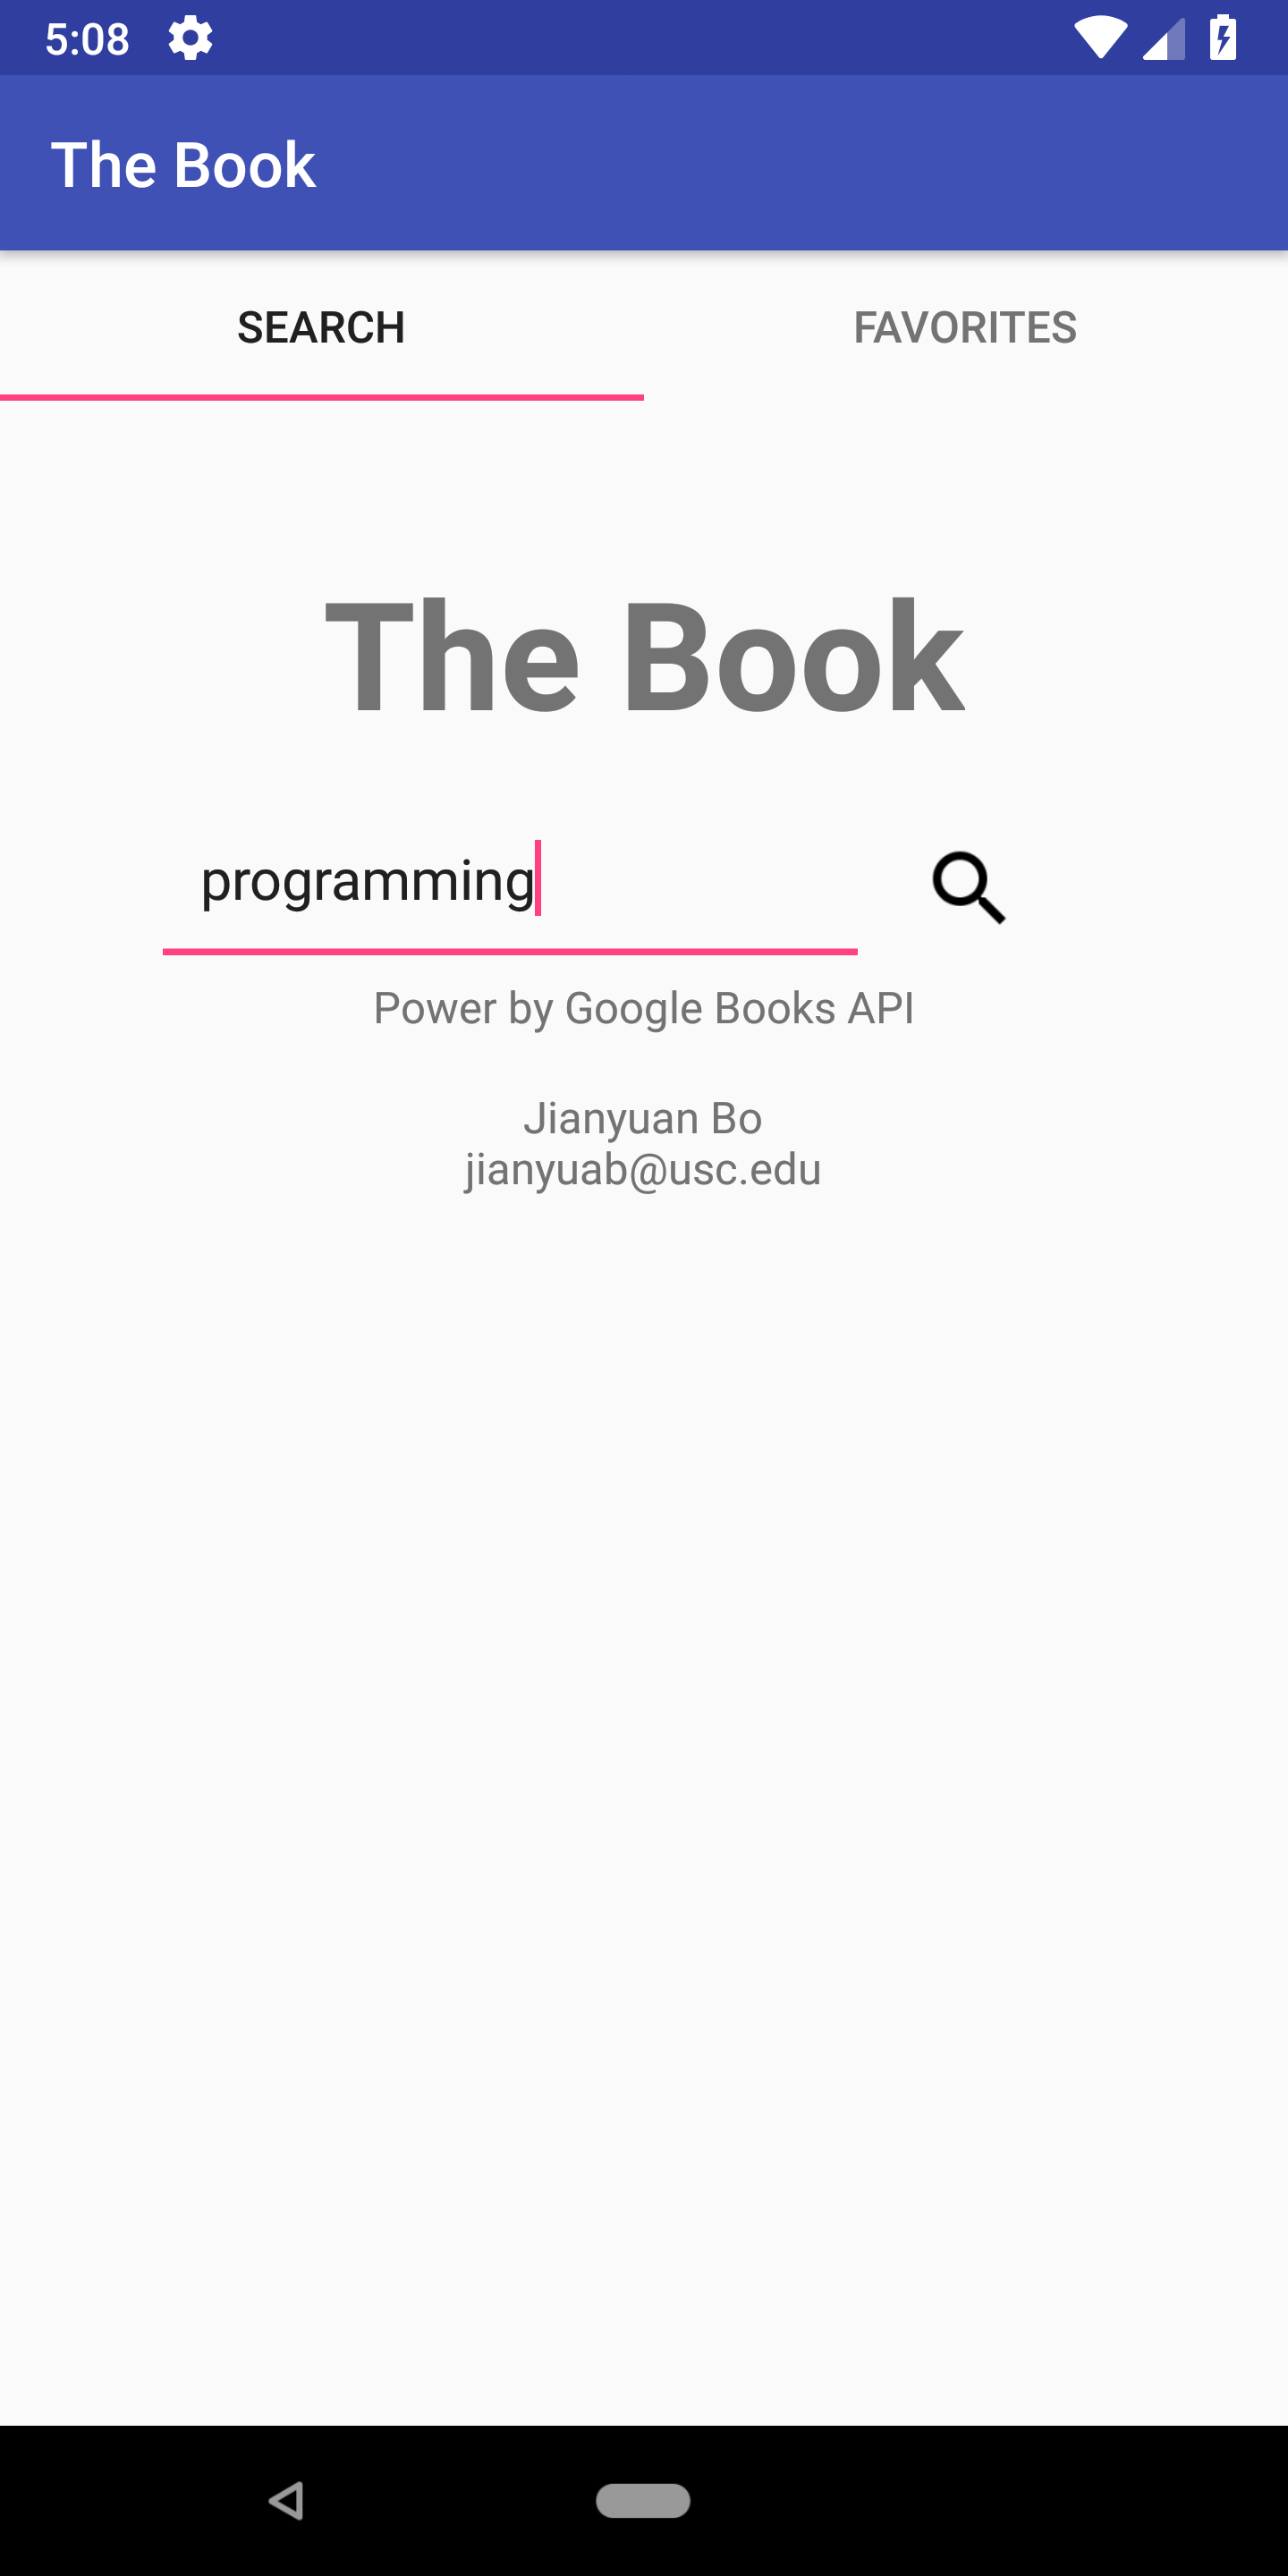 5:08
The Book
SEARCH
FAVORITES
The Book
programming
Power by Google Books API
Jianyuan Bo
jianyuab@usc.edu